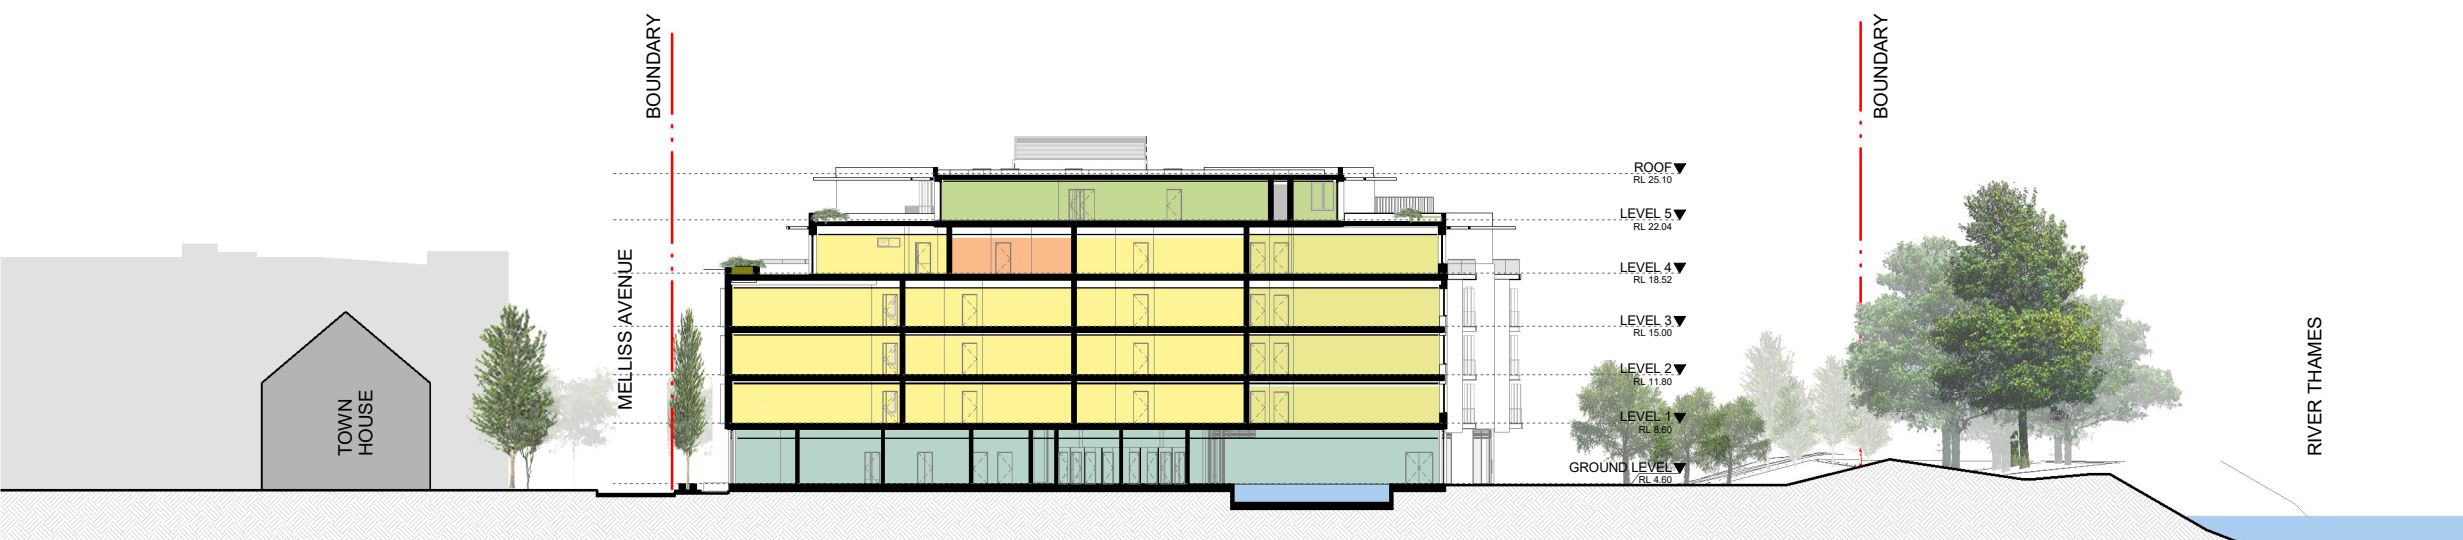 BOUNDARY
BOUNDARY
ROOF
RL 25.10
LEVEL 5
RL 22.04
LEVEL 4
RL 18.52
LEVEL 3
RL 15.00
LEVEL 2
RL 11.80
LEVEL 1
RL 8.60
GROUND LEVEL
RL 4.60
TOWN
HOUSE
MELLISS AVENUE
RIVER THAMES